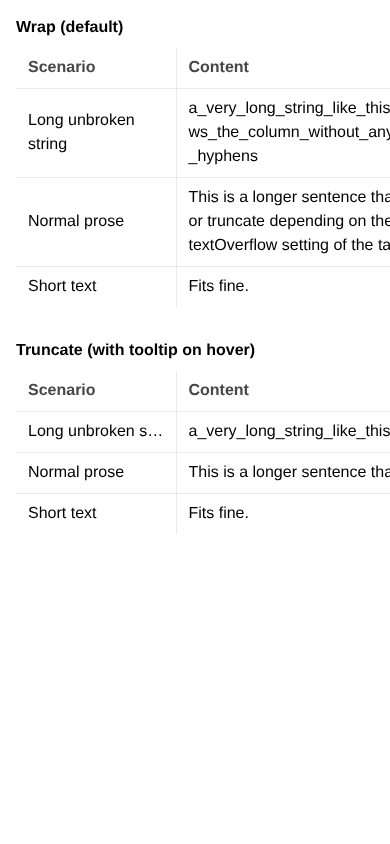 Wrap (default)
Scenario Content
Long unbroken string a_very_long_string_like_this
ws_the_column_without_any
_hyphens
Normal prose This is a longer sentence tha
or truncate depending on the
textOverflow setting of the ta
Short text Fits fine.
Truncate (with tooltip on hover)
Scenario Content
Long unbroken s… a_very_long_string_like_this
Normal prose This is a longer sentence tha
Short text Fits fine.